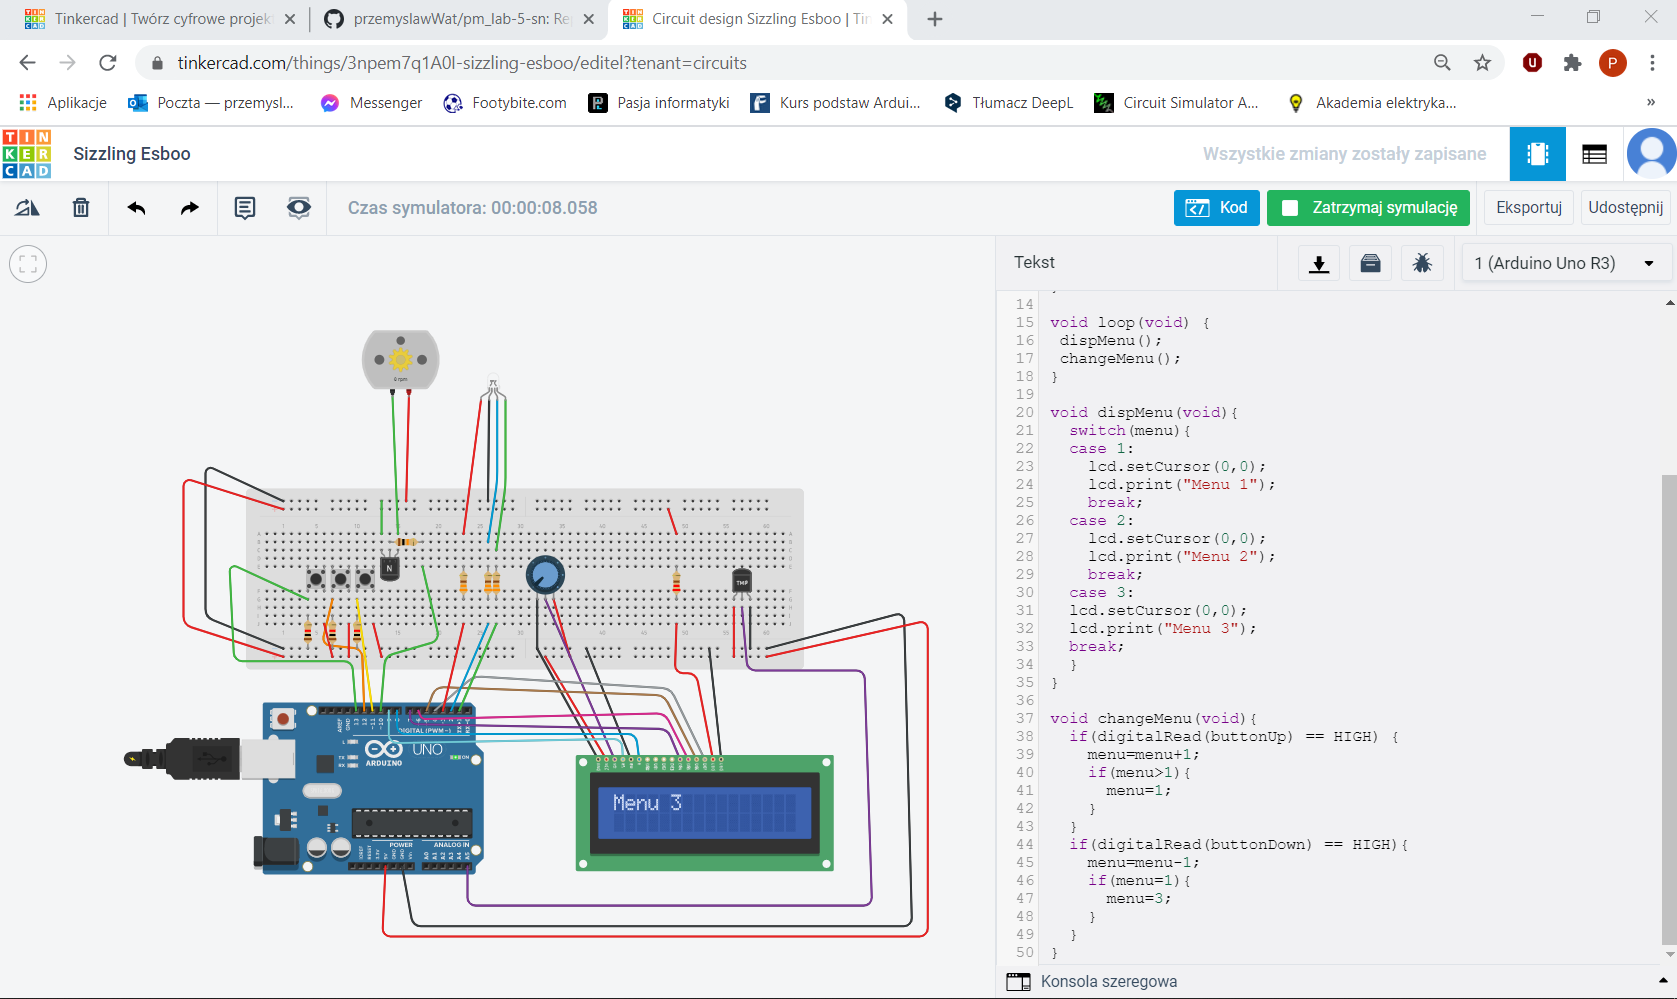 Tinkercad | Twórz cyfrowe projek
przemyslawWat/pm_lab-5-sn: Re
Circuit design Sizzling Esboo | Tin
tinkercad.com/things/3npem7q1A0I-sizzling-esboo/editel?tenant=circuits
P
Aplikacje
Poczta — przemysl...
Messenger
Footybite.com
Pasja informatyki
Kurs podstaw Ardui...
Tłumacz DeepL
Circuit Simulator A...
Akademia elektryka...
»
TIN
KER
CAD
Sizzling Esboo
Wszystkie zmiany zostały zapisane
Czas symulatora: 00:00:08.058
Kod
Zatrzymaj symulację
Eksportuj
Udostępnij
Tekst
1 (Arduino Uno R3)
14
15 void loop(void) {
16 dispMenu();
17 changeMenu();
18 }
19
20 void dispMenu(void){
21 switch(menu){
22 case 1:
23 lcd.setCursor(0,0);
24 lcd.print("Menu 1");
25 break;
26 case 2:
27 lcd.setCursor(0,0);
28 lcd.print("Menu 2");
29 break;
30 case 3:
31 lcd.setCursor(0,0);
32 lcd.print("Menu 3");
33 break;
34 }
35 }
36
37 void changeMenu(void){
38 if(digitalRead(buttonUp) == HIGH) {
39 menu=menu+1;
40 if(menu>1){
41 menu=1;
42 }
43 }
44 if(digitalRead(buttonDown) == HIGH){
45 menu=menu-1;
46 if(menu=1){
47 menu=3;
48 }
49 }
50 }
Konsola szeregowa
0 rpm
N
TMP
DIGITAL (PWM~)
UNO
ARDUINO
TX
RX
ON
POWER
ANALOG IN
Menu 3